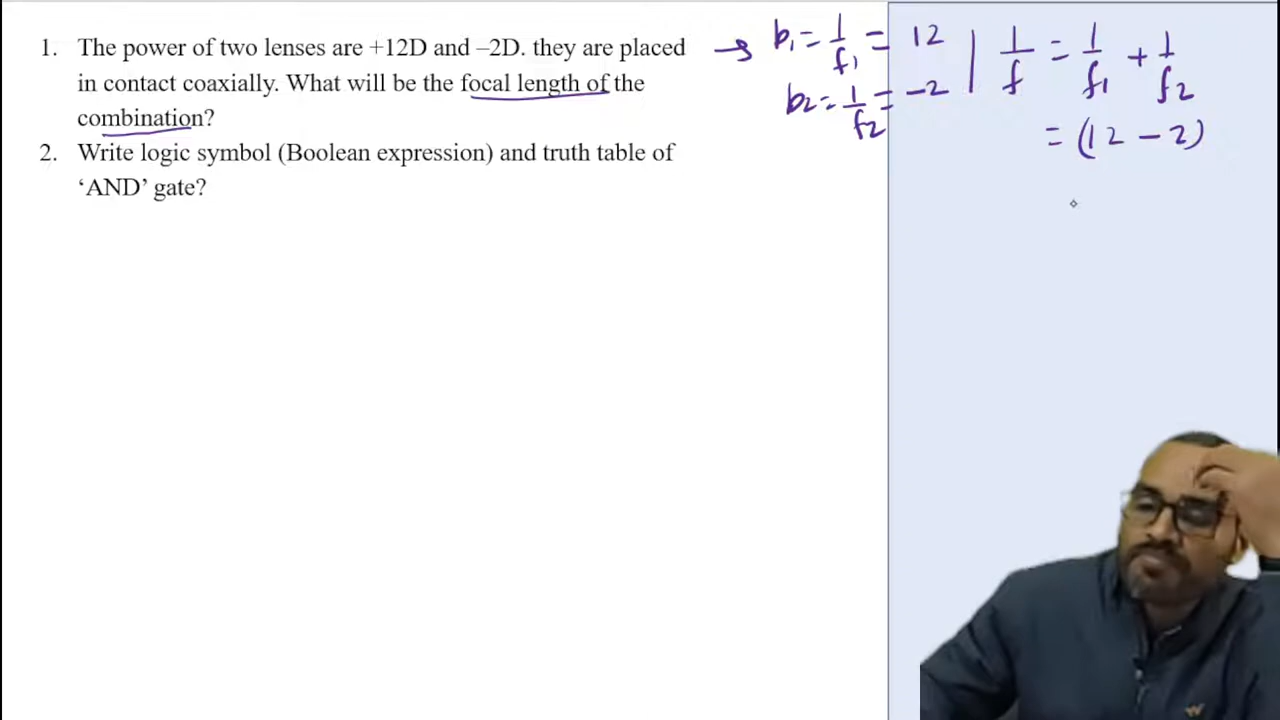 1. The power of two lenses are +12D and –2D. they are placed
in contact coaxially. What will be the focal length of the
combination?
2. Write logic symbol (Boolean expression) and truth table of
‘AND’ gate?
→ b₁ = 1/f₁ = 12
b₂ = 1/f₂ = -2
1/f = 1/f₁ + 1/f₂
= (12 - 2)